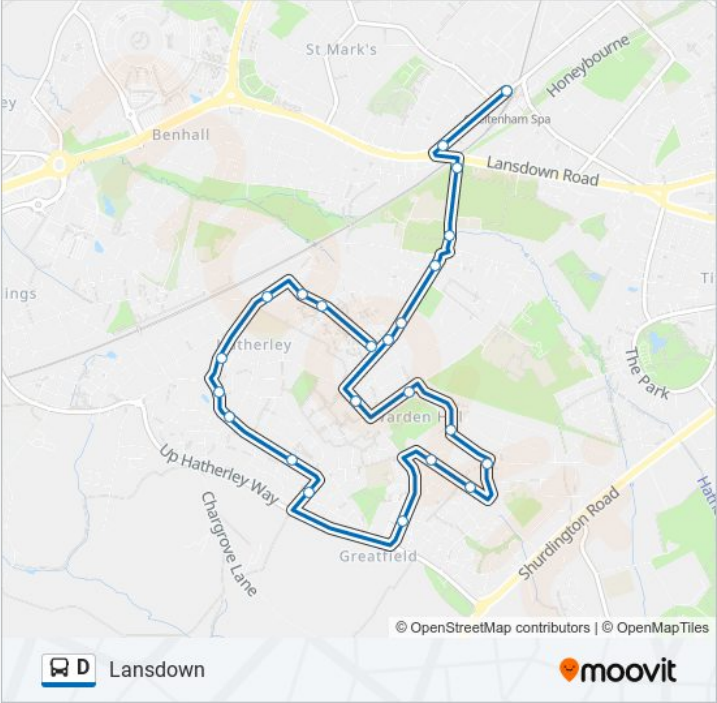 St Mark's
Honeybourne
Benhall
Lansdown Road
The Park
Up Hatherley Way
Chargrove Lane
Shurdington Road
Greatfield
© OpenStreetMap contributors | © OpenMapTiles
D Lansdown
moovit